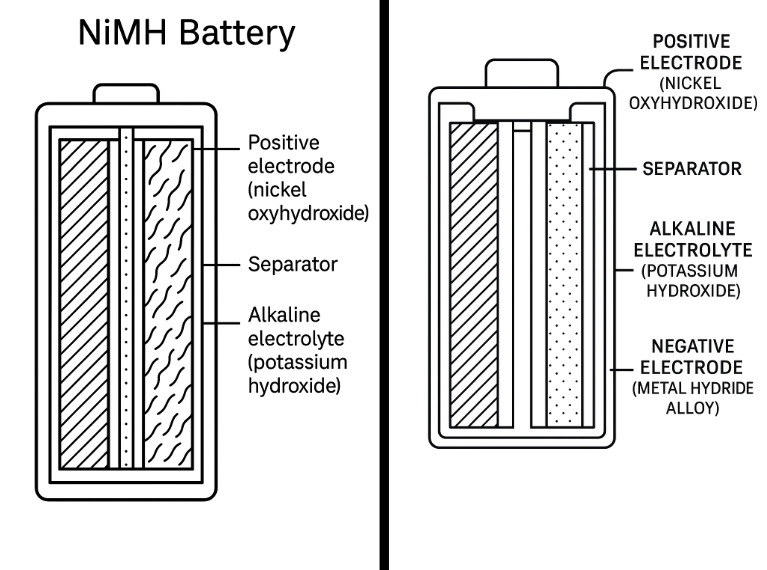 NiMH Battery
Positive
electrode
(nickel
oxyhydroxide)
Separator
Alkaline
electrolyte
(potassium
hydroxide)
POSITIVE
ELECTRODE
(NICKEL
OXYHYDROXIDE)
SEPARATOR
ALKALINE
ELECTROLYTE
(POTASSIUM
HYDROXIDE)
NEGATIVE
ELECTRODE
(METAL HYDRIDE
ALLOY)